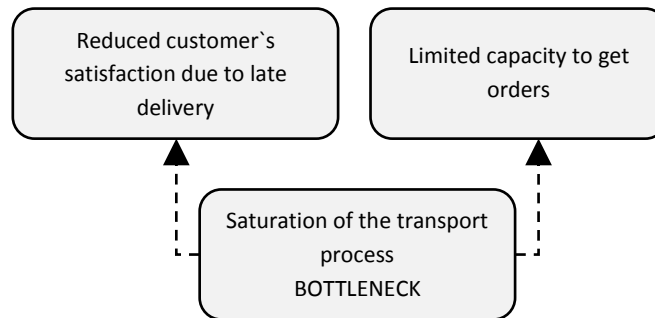 Reduced customer`s
satisfaction due to late
delivery
Limited capacity to get
orders
Saturation of the transport
process
BOTTLENECK